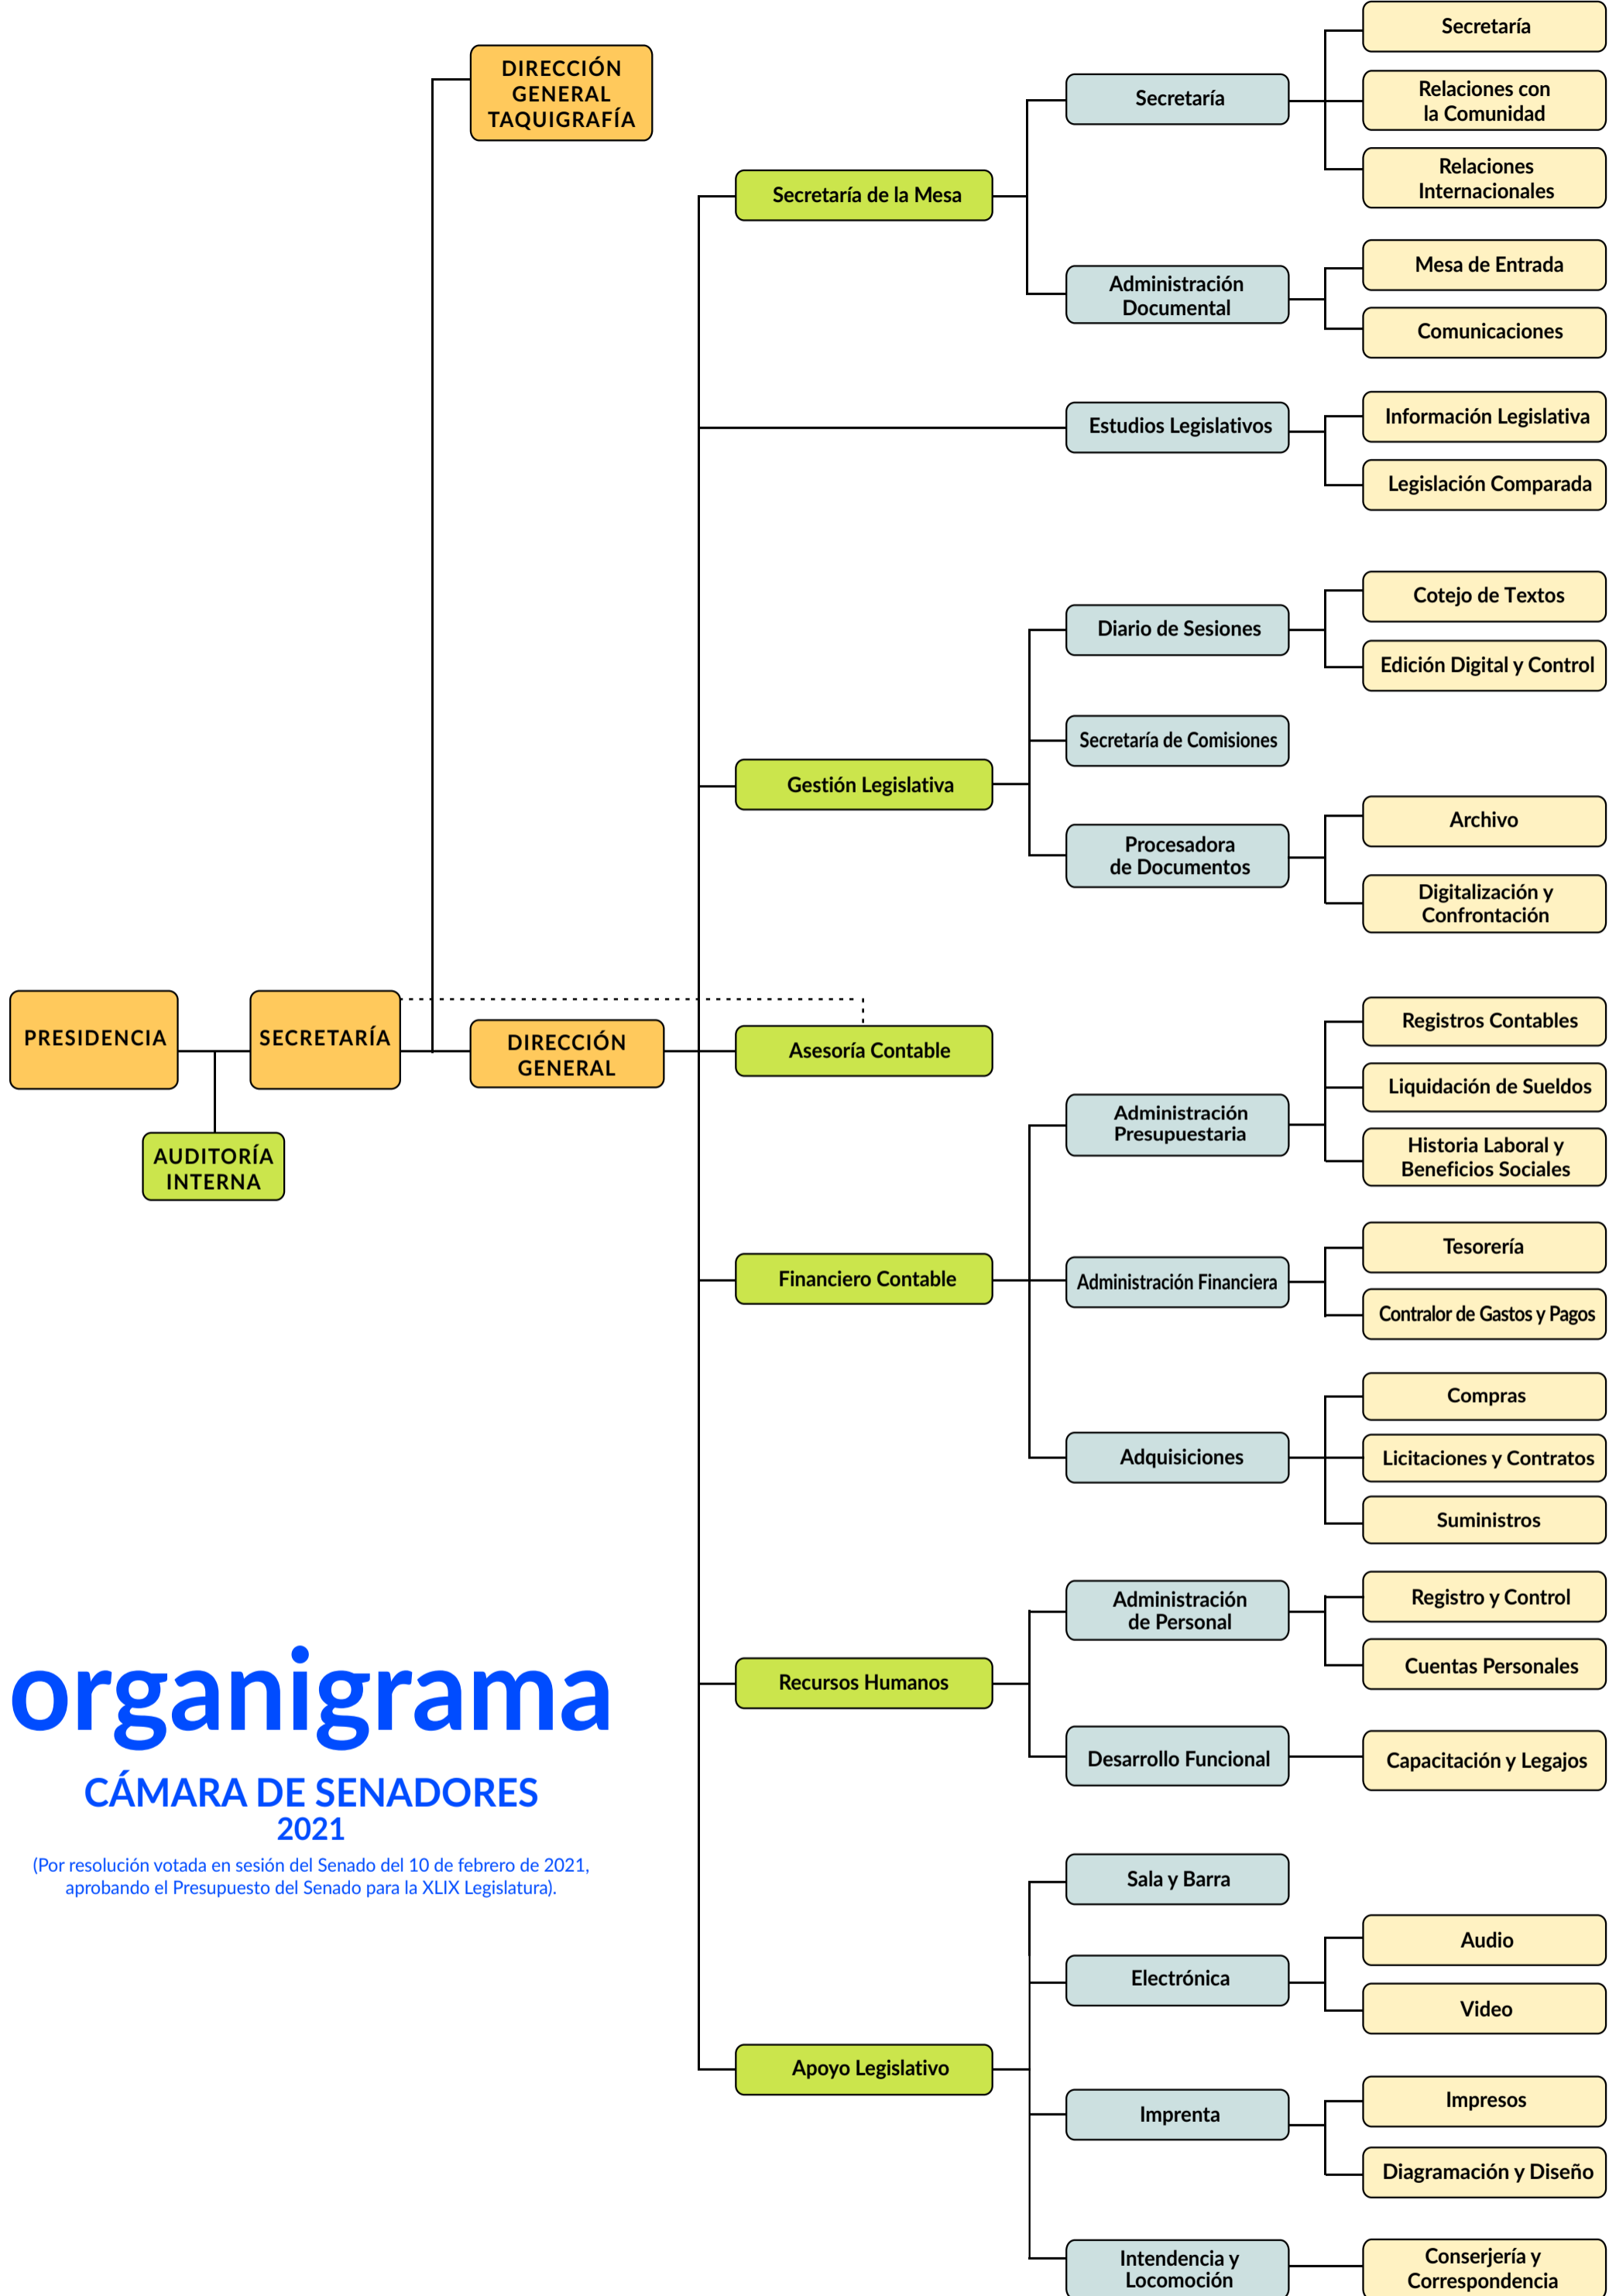 DIRECCIÓN
GENERAL
TAQUIGRAFÍA
PRESIDENCIA
SECRETARÍA
AUDITORÍA
INTERNA
DIRECCIÓN
GENERAL
Secretaría de la Mesa
Secretaría
Secretaría
Relaciones con
la Comunidad
Relaciones
Internacionales
Administración
Documental
Mesa de Entrada
Comunicaciones
Estudios Legislativos
Información Legislativa
Legislación Comparada
Gestión Legislativa
Diario de Sesiones
Cotejo de Textos
Edición Digital y Control
Secretaría de Comisiones
Procesadora
de Documentos
Archivo
Digitalización y
Confrontación
Asesoría Contable
Financiero Contable
Administración
Presupuestaria
Registros Contables
Liquidación de Sueldos
Historia Laboral y
Beneficios Sociales
Administración Financiera
Tesorería
Contralor de Gastos y Pagos
Adquisiciones
Compras
Licitaciones y Contratos
Suministros
Recursos Humanos
Administración
de Personal
Registro y Control
Cuentas Personales
Desarrollo Funcional
Capacitación y Legajos
Apoyo Legislativo
Sala y Barra
Electrónica
Audio
Video
Imprenta
Impresos
Diagramación y Diseño
Intendencia y
Locomoción
Conserjería y
Correspondencia
organigrama
CÁMARA DE SENADORES
2021
(Por resolución votada en sesión del Senado del 10 de febrero de 2021,
aprobando el Presupuesto del Senado para la XLIX Legislatura).